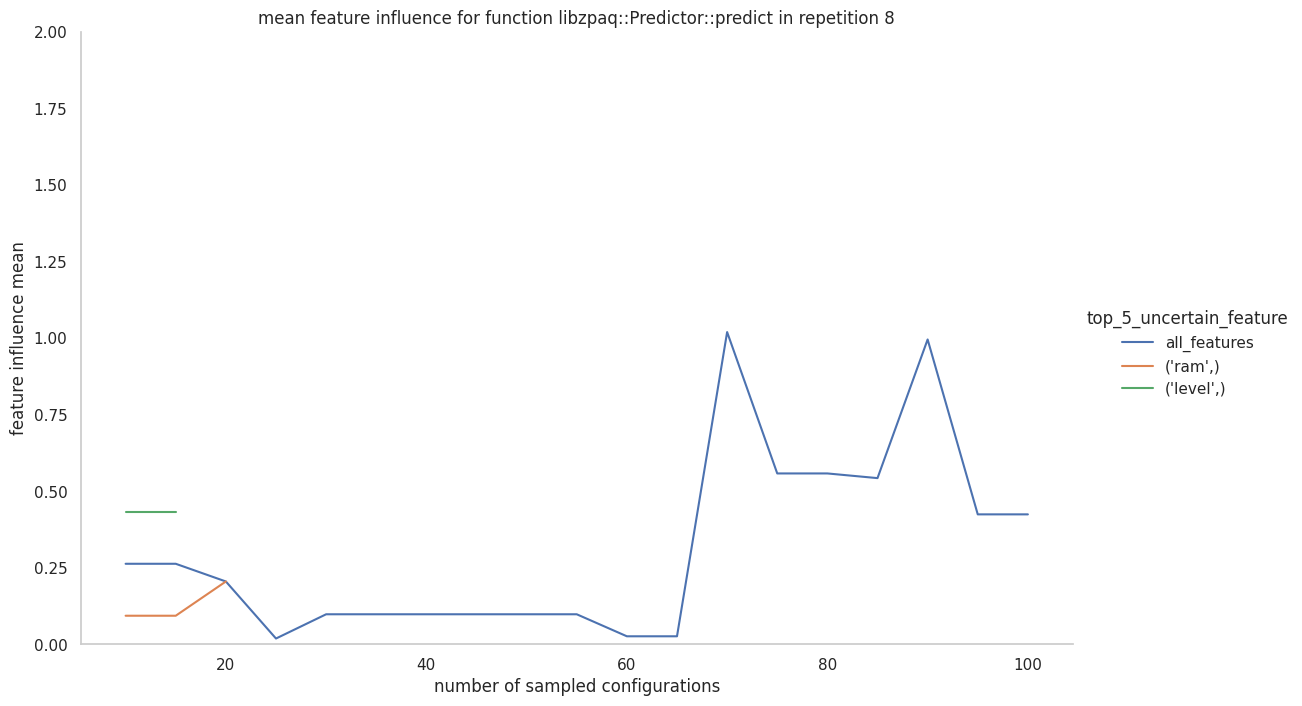 mean feature influence for function libzpaq::Predictor::predict in repetition 8
2.00
1.75
1.50
1.25
1.00
0.75
0.50
0.25
0.00
feature influence mean
20
40
60
80
100
number of sampled configurations
top_5_uncertain_feature
all_features
('ram',)
('level',)